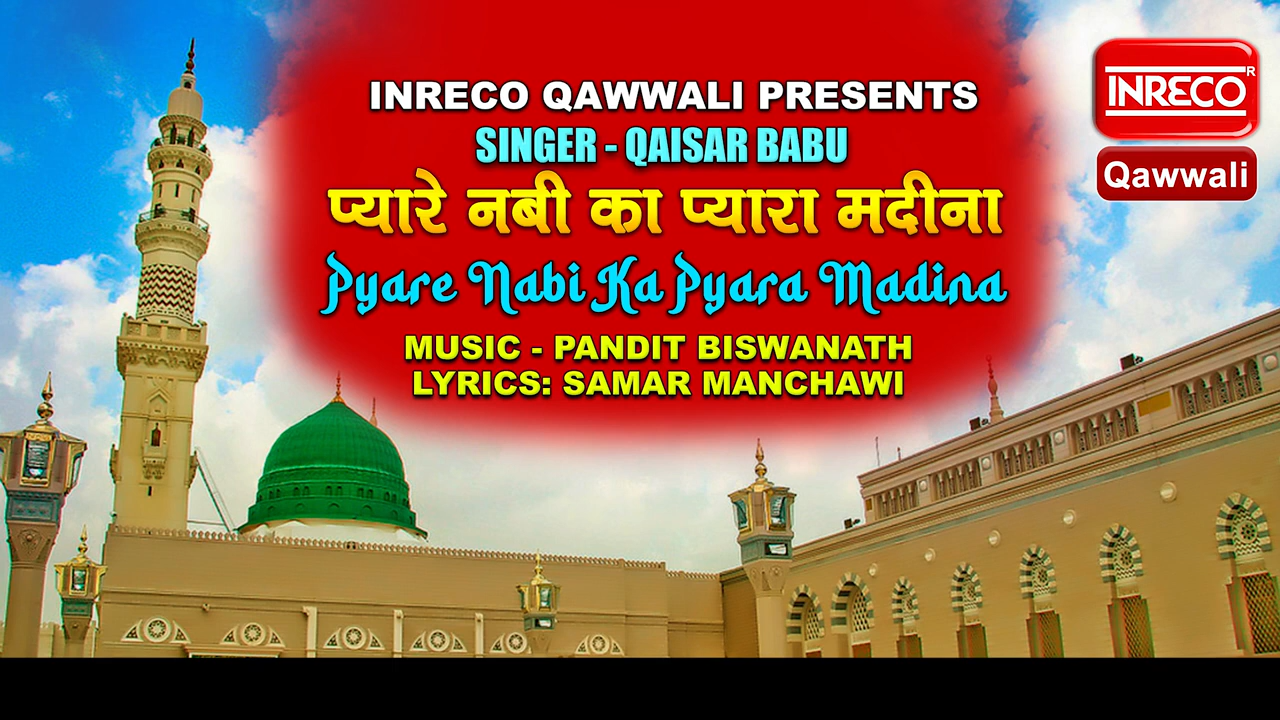 INRECO QAWWALI PRESENTS
SINGER - QAISAR BABU
प्यारे नबी का प्यारा मदीना
Pyare Nabi Ka Pyara Madina
MUSIC - PANDIT BISWANATH
LYRICS: SAMAR MANCHAWI
INRECO R
Qawwali